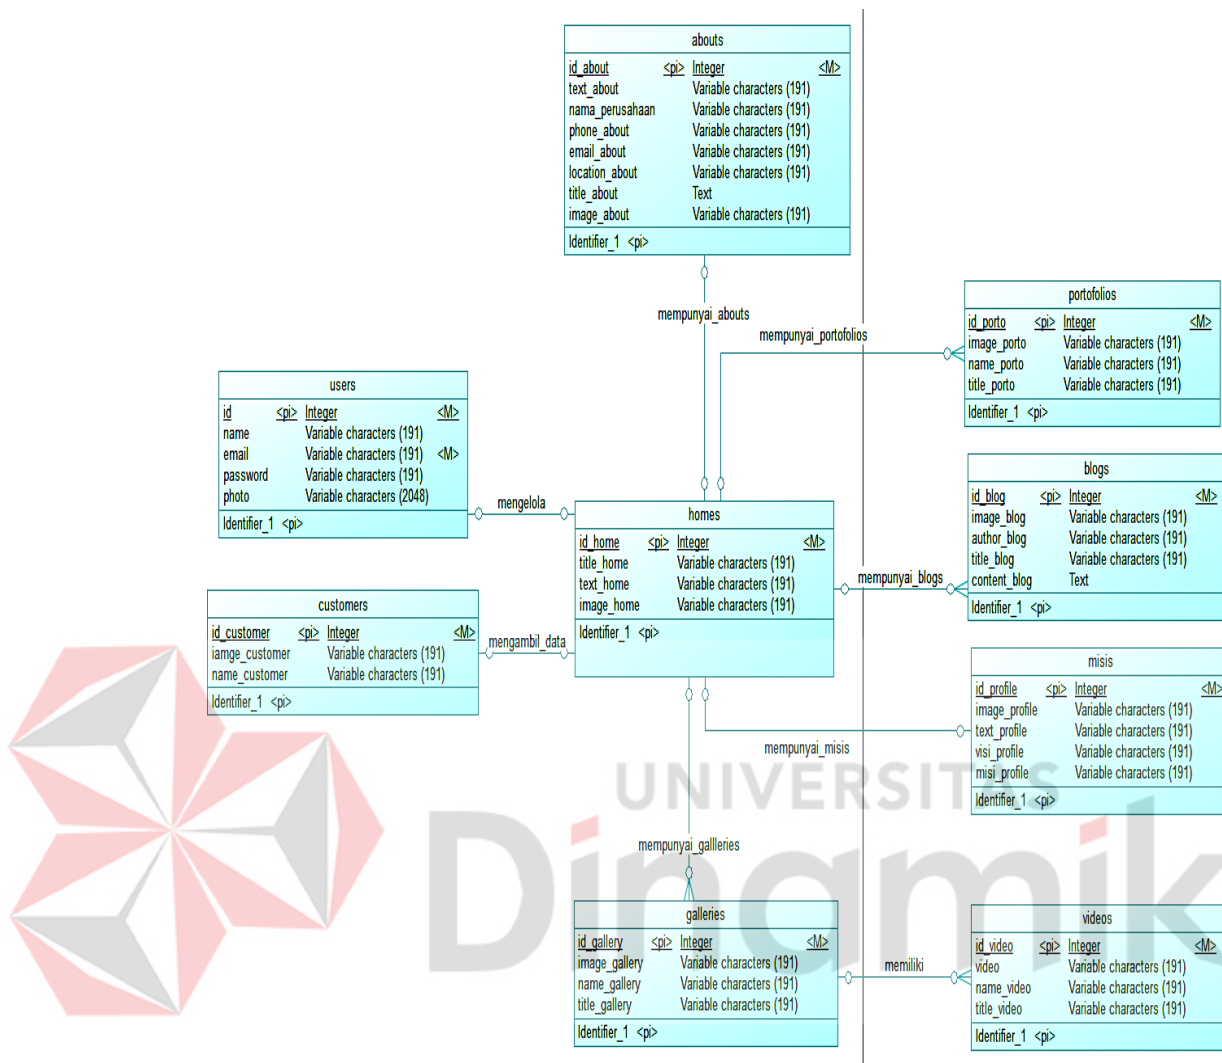 abouts
id_about <pi> Integer <M>
text_about Variable characters (191)
nama_perusahaan Variable characters (191)
phone_about Variable characters (191)
email_about Variable characters (191)
location_about Variable characters (191)
title_about Text
image_about Variable characters (191)
Identifier_1 <pi>
mempunyai_abouts
mempunyai_portofolios
portofolios
id_porto <pi> Integer <M>
image_porto Variable characters (191)
name_porto Variable characters (191)
title_porto Variable characters (191)
Identifier_1 <pi>
users
id <pi> Integer <M>
name Variable characters (191)
email Variable characters (191) <M>
password Variable characters (191)
photo Variable characters (2048)
Identifier_1 <pi>
mengelola
homes
id_home <pi> Integer <M>
title_home Variable characters (191)
text_home Variable characters (191)
image_home Variable characters (191)
Identifier_1 <pi>
mempunyai_blogs
blogs
id_blog <pi> Integer <M>
image_blog Variable characters (191)
author_blog Variable characters (191)
title_blog Variable characters (191)
content_blog Text
Identifier_1 <pi>
customers
id_customer <pi> Integer <M>
iamge_customer Variable characters (191)
name_customer Variable characters (191)
Identifier_1 <pi>
mengambil_data
misis
id_profile <pi> Integer <M>
image_profile Variable characters (191)
text_profile Variable characters (191)
visi_profile Variable characters (191)
misi_profile Variable characters (191)
Identifier_1 <pi>
mempunyai_misis
UNIVERSITAS
Dinamik
mempunyai_gallleries
galleries
id_gallery <pi> Integer <M>
image_gallery Variable characters (191)
name_gallery Variable characters (191)
title_gallery Variable characters (191)
Identifier_1 <pi>
memiliki
videos
id_video <pi> Integer <M>
video Variable characters (191)
name_video Variable characters (191)
title_video Variable characters (191)
Identifier_1 <pi>